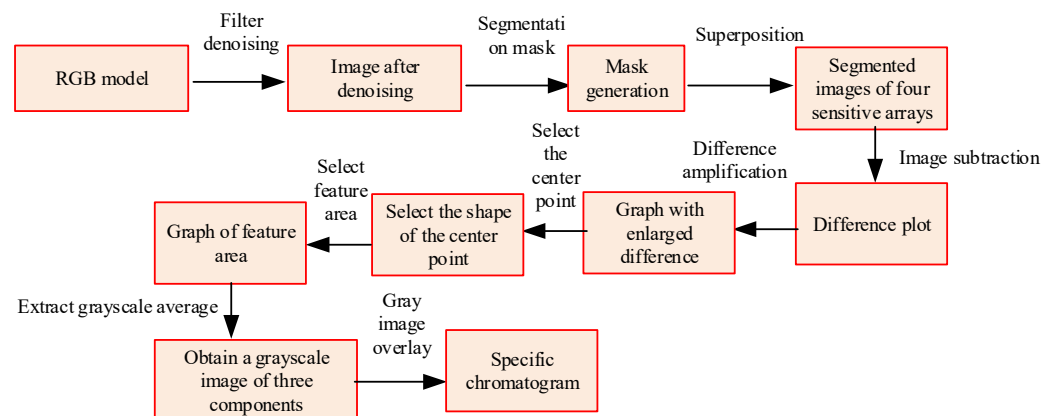 Filter
denoising
Segmentati
on mask
Superposition
RGB model
Image after
denoising
Mask
generation
Segmented
images of four
sensitive arrays
Image subtraction
Difference
amplification
Select
the
center
point
Select
feature
area
Graph of feature
area
Select the shape
of the center
point
Graph with
enlarged
difference
Difference plot
Extract grayscale average
Gray
image
overlay
Obtain a grayscale
image of three
components
Specific
chromatogram